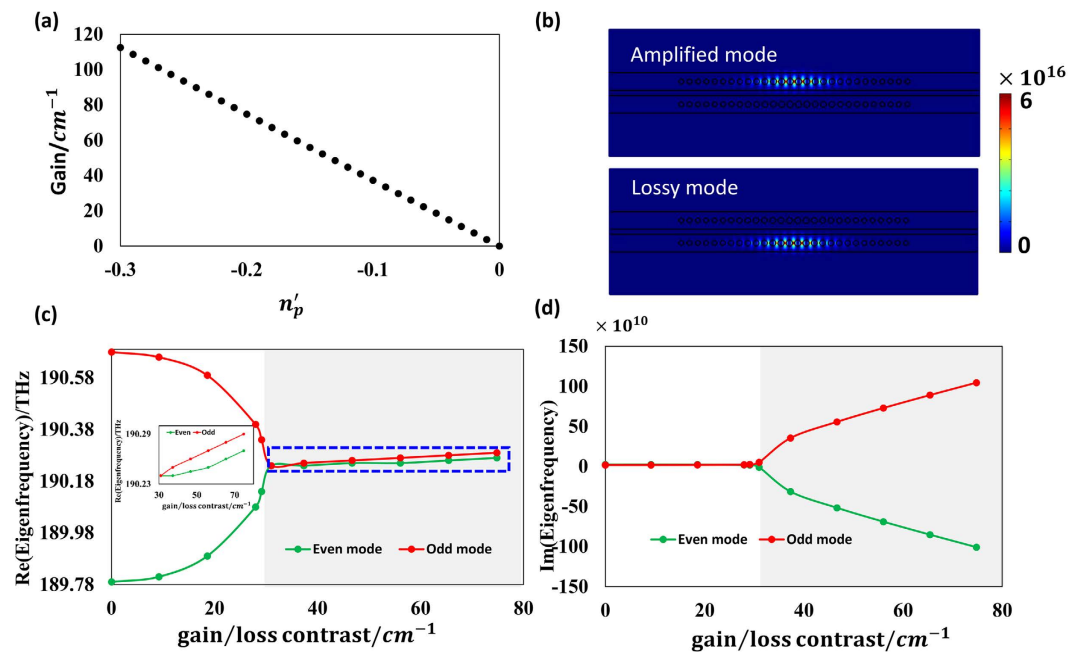 (a)
120
100
80
60
40
20
0
Gain/cm⁻¹
-0.3
-0.2
-0.1
0
n′ₚ
(b)
Amplified mode
Lossy mode
× 10¹⁶
6
0
(c)
190.58
190.38
190.18
189.98
189.78
Re(Eigenfrequency)/THz
190.29
190.23
Re(Eigenfrequency)/THz
Even Odd
30 50 70
gain/loss contrast/cm⁻¹
Even mode Odd mode
0 20 40 60 80
gain/loss contrast/cm⁻¹
(d)
× 10¹⁰
150
100
50
0
-50
-100
-150
Im(Eigenfrequency)
Even mode Odd mode
0 20 40 60 80
gain/loss contrast/cm⁻¹